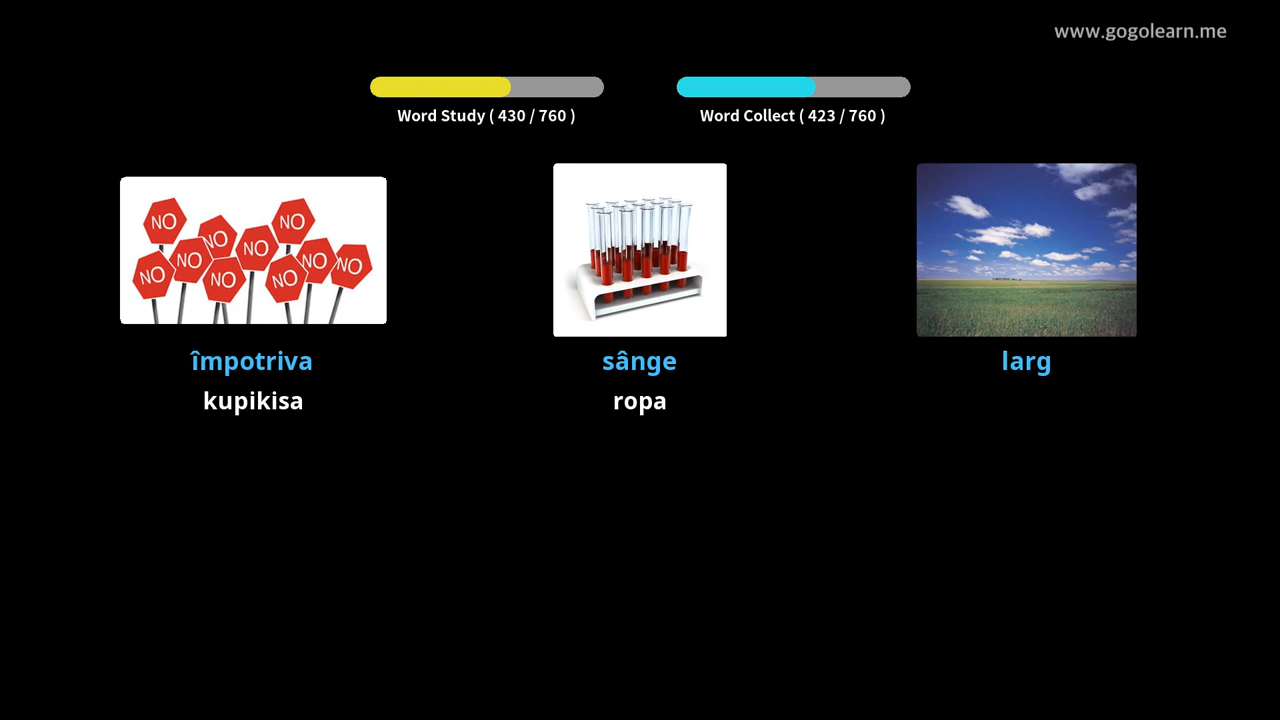 www.gogolearn.me
Word Study ( 430 / 760 )
Word Collect ( 423 / 760 )
NO
NO
NO
NO
NO
NO
NO
NO
NO
NO
împotriva
sânge
larg
kupikisa
ropa